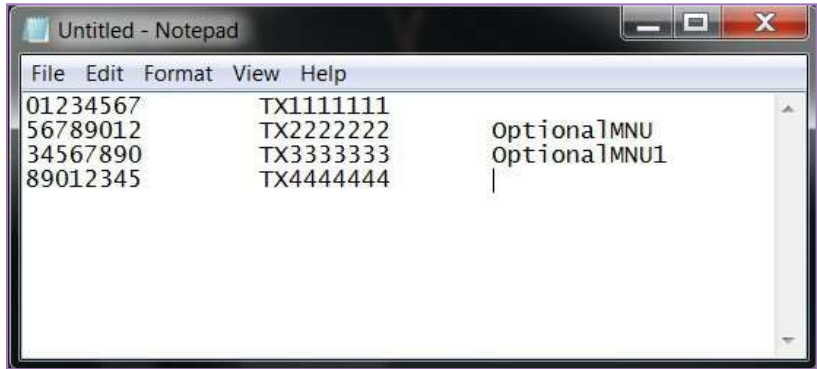 Untitled - Notepad
File Edit Format View Help
01234567 TX1111111
56789012 TX2222222 OptionalMNU
34567890 TX3333333 OptionalMNU1
89012345 TX4444444